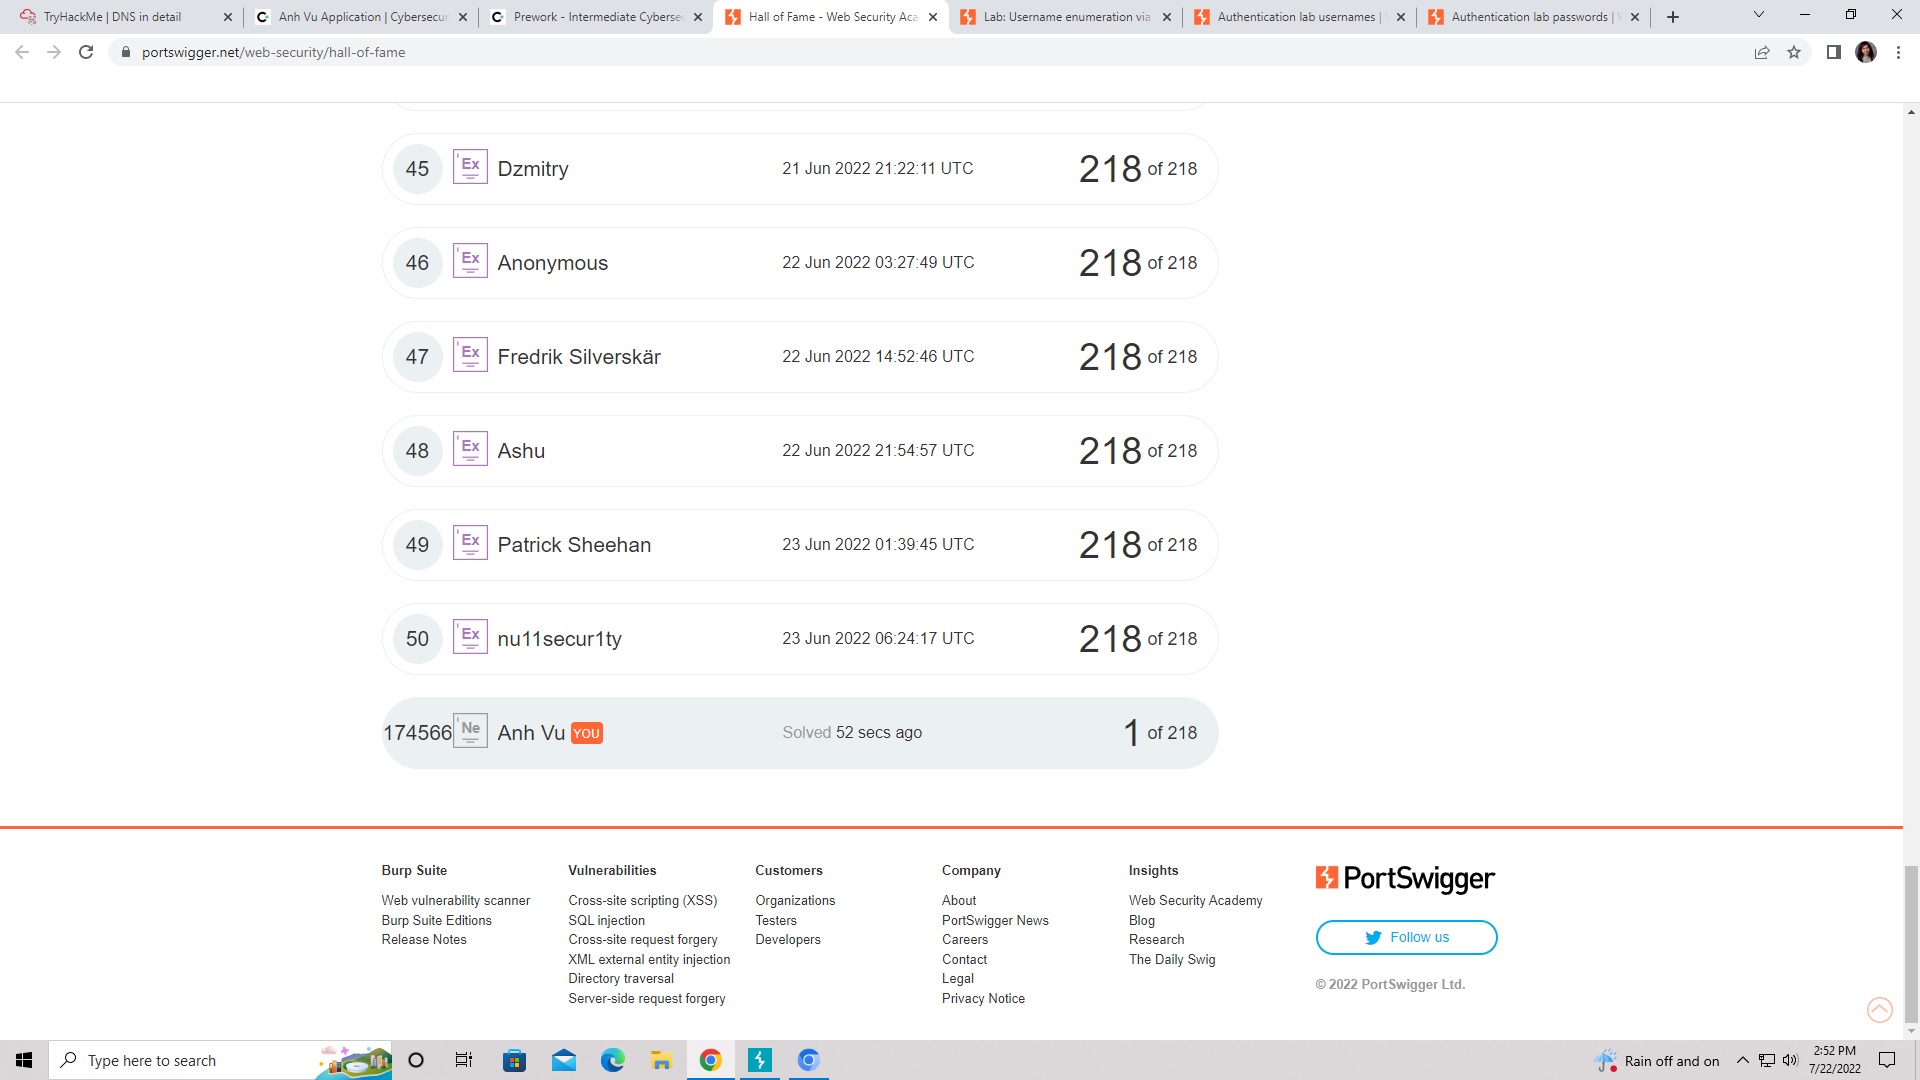 TryHackMe | DNS in detail
Anh Vu Application | Cybersecur
Prework - Intermediate Cyberse
Hall of Fame - Web Security Aca
Lab: Username enumeration via
Authentication lab usernames |
Authentication lab passwords |
portswigger.net/web-security/hall-of-fame
45 Ex Dzmitry 21 Jun 2022 21:22:11 UTC 218 of 218
46 Ex Anonymous 22 Jun 2022 03:27:49 UTC 218 of 218
47 Ex Fredrik Silverskär 22 Jun 2022 14:52:46 UTC 218 of 218
48 Ex Ashu 22 Jun 2022 21:54:57 UTC 218 of 218
49 Ex Patrick Sheehan 23 Jun 2022 01:39:45 UTC 218 of 218
50 Ex nu11secur1ty 23 Jun 2022 06:24:17 UTC 218 of 218
174566 Ne Anh Vu YOU Solved 52 secs ago 1 of 218
Burp Suite
Web vulnerability scanner
Burp Suite Editions
Release Notes
Vulnerabilities
Cross-site scripting (XSS)
SQL injection
Cross-site request forgery
XML external entity injection
Directory traversal
Server-side request forgery
Customers
Organizations
Testers
Developers
Company
About
PortSwigger News
Careers
Contact
Legal
Privacy Notice
Insights
Web Security Academy
Blog
Research
The Daily Swig
PortSwigger
Follow us
© 2022 PortSwigger Ltd.
Type here to search
Rain off and on
2:52 PM
7/22/2022